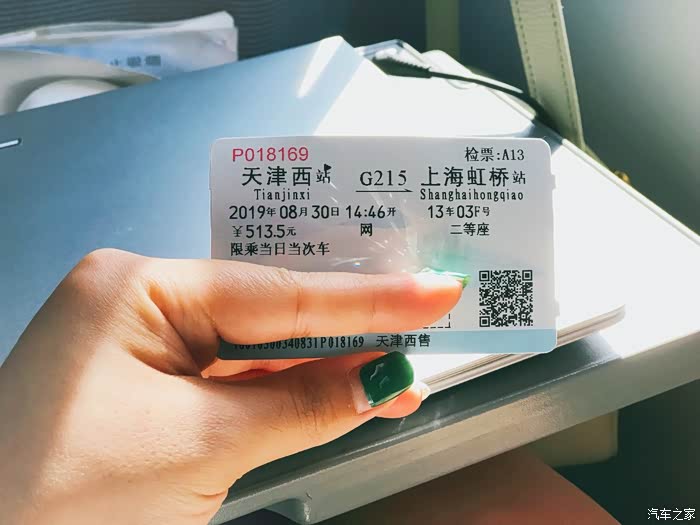 P018169
检票:A13
天津西站 G215 上海虹桥站
Tianjinxi Shanghaihongqiao
2019年08月30日14:46开 13车03F号
¥513.5元 网 二等座
限乘当日当次车
P018169 天津西售
汽车之家